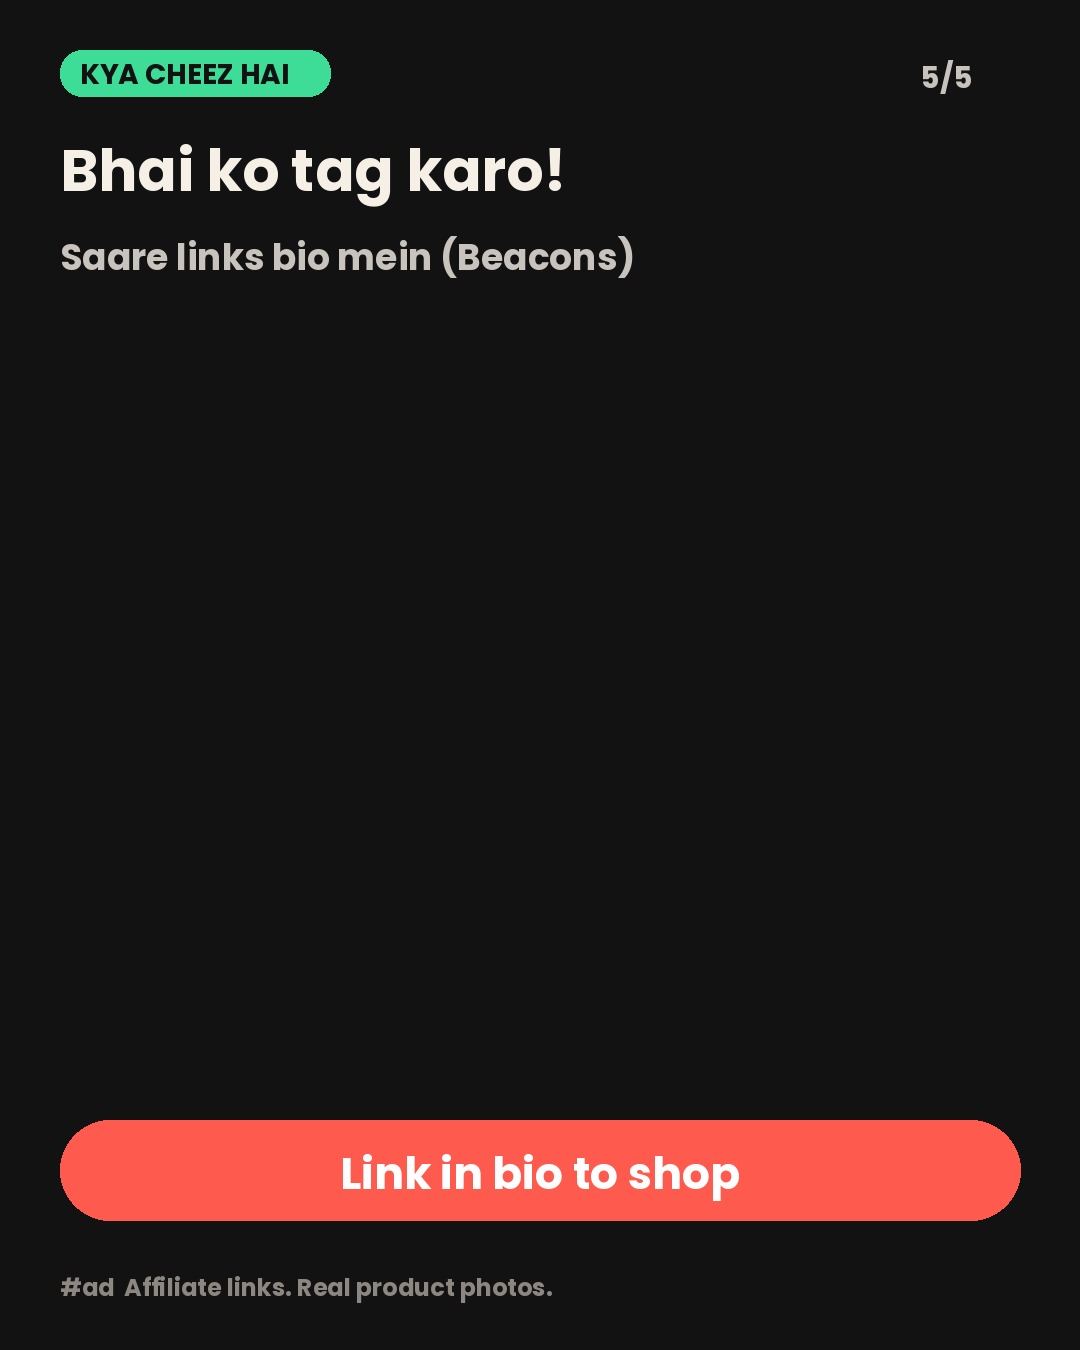 KYA CHEEZ HAI
5/5
Bhai ko tag karo!
Saare links bio mein (Beacons)
Link in bio to shop
#ad Affiliate links. Real product photos.